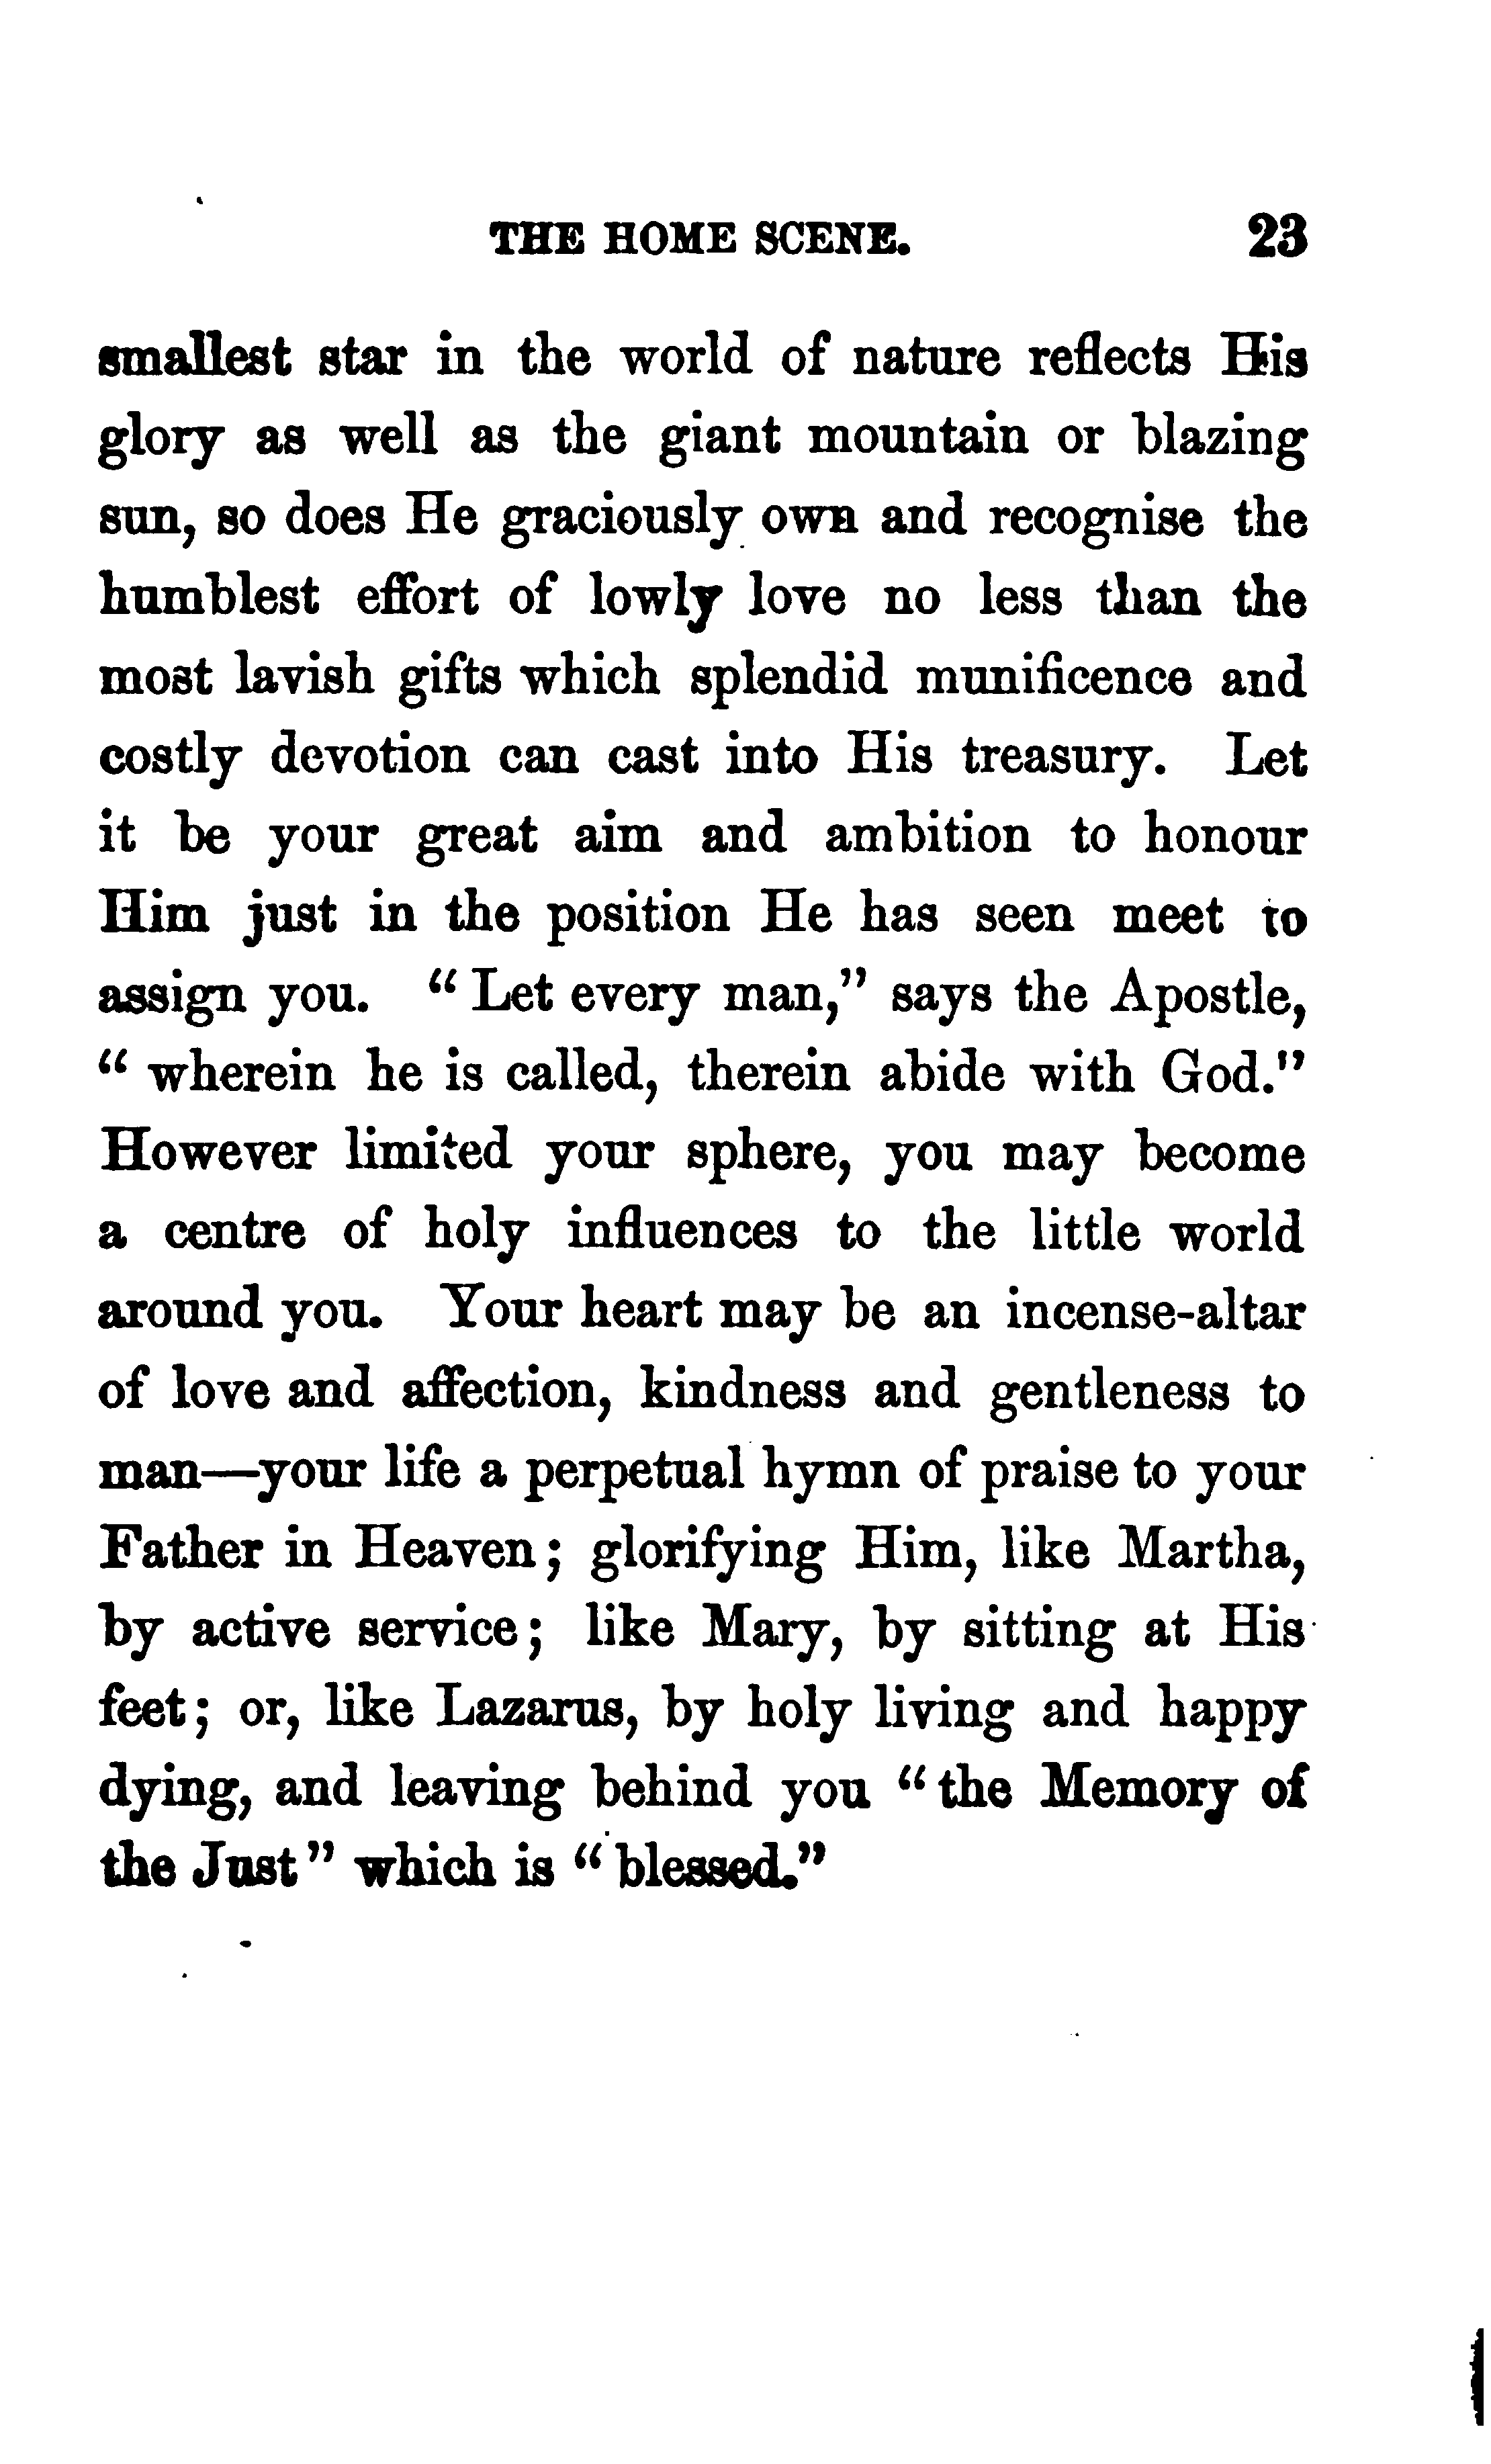 THE HOME SCENE. 23
smallest star in the world of nature reflects His
glory as well as the giant mountain or blazing
sun, so does He graciously own and recognise the
humblest effort of lowly love no less than the
most lavish gifts which splendid munificence and
costly devotion can cast into His treasury. Let
it be your great aim and ambition to honour
Him just in the position He has seen meet to
assign you. “ Let every man,” says the Apostle,
“ wherein he is called, therein abide with God.”
However limited your sphere, you may become
a centre of holy influences to the little world
around you. Your heart may be an incense-altar
of love and affection, kindness and gentleness to
man—your life a perpetual hymn of praise to your
Father in Heaven ; glorifying Him, like Martha,
by active service ; like Mary, by sitting at His
feet ; or, like Lazarus, by holy living and happy
dying, and leaving behind you “ the Memory of
the Just ” which is “ blessed.”